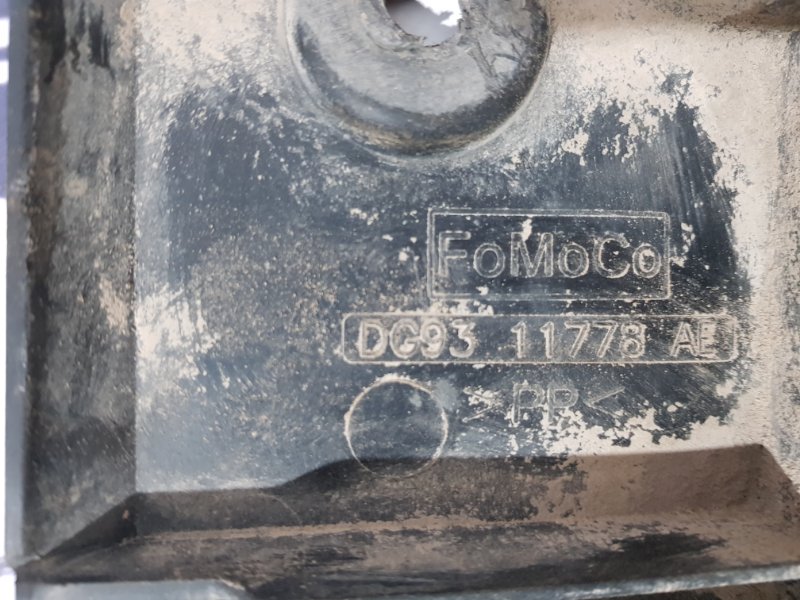 FoMoCo
DG93 11778 AE
>PP<